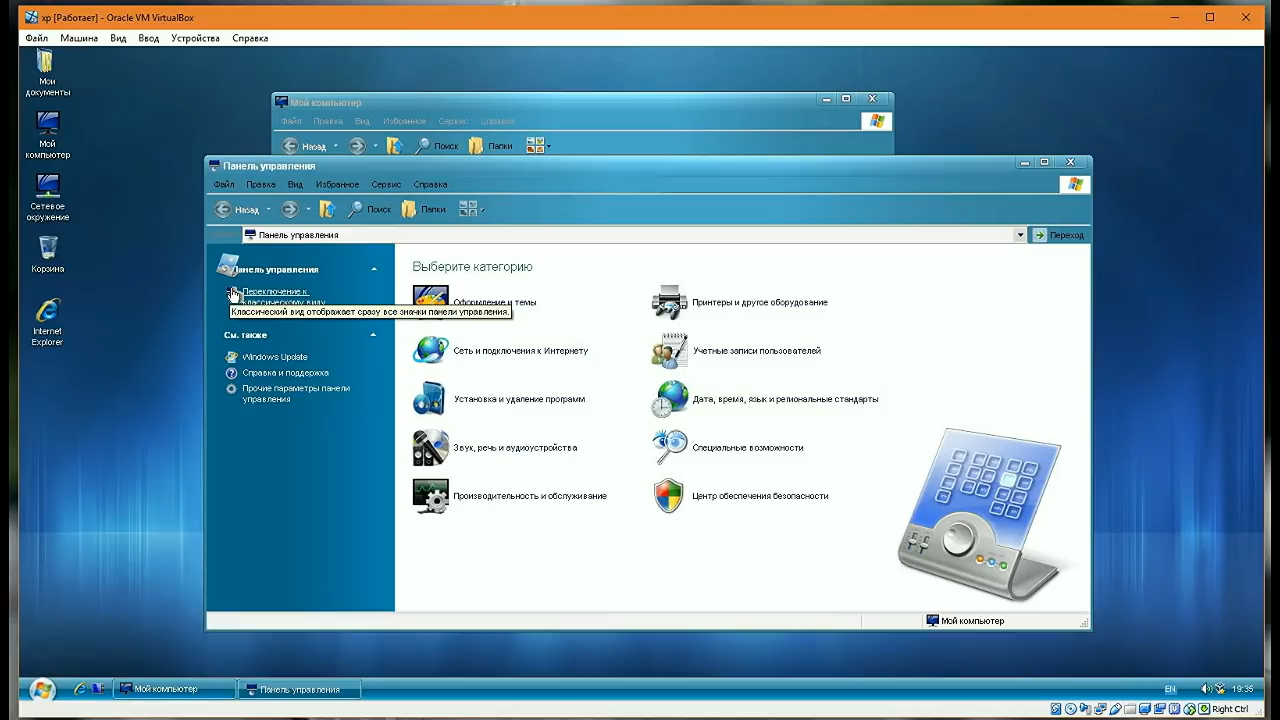 xp [Работает] - Oracle VM VirtualBox
Файл Машина Вид Ввод Устройства Справка
Мои
документы
Мой
компьютер
Сетевое
окружение
Корзина
Internet
Explorer
Мой компьютер
Файл Правка Вид Избранное Сервис Справка
Назад Поиск Папки
Панель управления
Файл Правка Вид Избранное Сервис Справка
Назад Поиск Папки
Панель управления Переход
Панель управления
Переключение к
классическому виду
Классический вид отображает сразу все значки панели управления.
См. также
Windows Update
Справка и поддержка
Прочие параметры панели
управления
Выберите категорию
Оформление и темы
Принтеры и другое оборудование
Сеть и подключения к Интернету
Учетные записи пользователей
Установка и удаление программ
Дата, время, язык и региональные стандарты
Звук, речь и аудиоустройства
Специальные возможности
Производительность и обслуживание
Центр обеспечения безопасности
Мой компьютер
Мой компьютер Панель управления EN 19:35
Right Ctrl